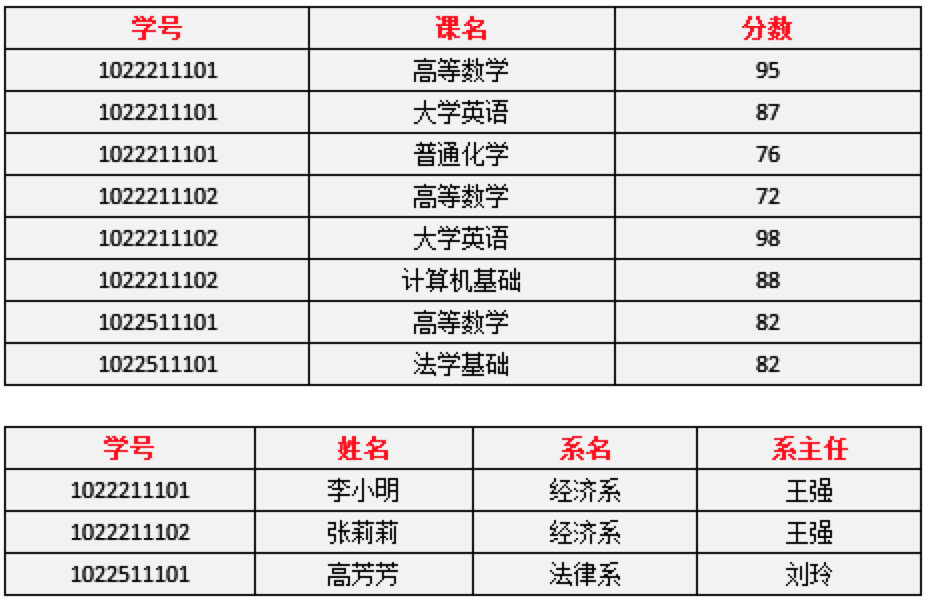 学号 课名 分数
1022211101 高等数学 95
1022211101 大学英语 87
1022211101 普通化学 76
1022211102 高等数学 72
1022211102 大学英语 98
1022211102 计算机基础 88
1022511101 高等数学 82
1022511101 法学基础 82
学号 姓名 系名 系主任
1022211101 李小明 经济系 王强
1022211102 张莉莉 经济系 王强
1022511101 高芳芳 法律系 刘玲